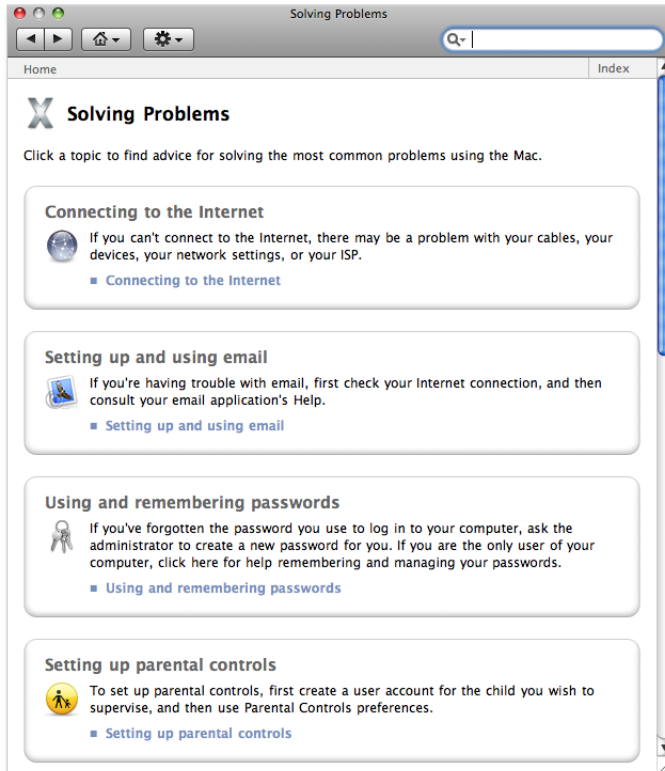 Solving Problems
Home
Index
Solving Problems
Click a topic to find advice for solving the most common problems using the Mac.
Connecting to the Internet
If you can't connect to the Internet, there may be a problem with your cables, your
devices, your network settings, or your ISP.
Connecting to the Internet
Setting up and using email
If you're having trouble with email, first check your Internet connection, and then
consult your email application's Help.
Setting up and using email
Using and remembering passwords
If you've forgotten the password you use to log in to your computer, ask the
administrator to create a new password for you. If you are the only user of your
computer, click here for help remembering and managing your passwords.
Using and remembering passwords
Setting up parental controls
To set up parental controls, first create a user account for the child you wish to
supervise, and then use Parental Controls preferences.
Setting up parental controls